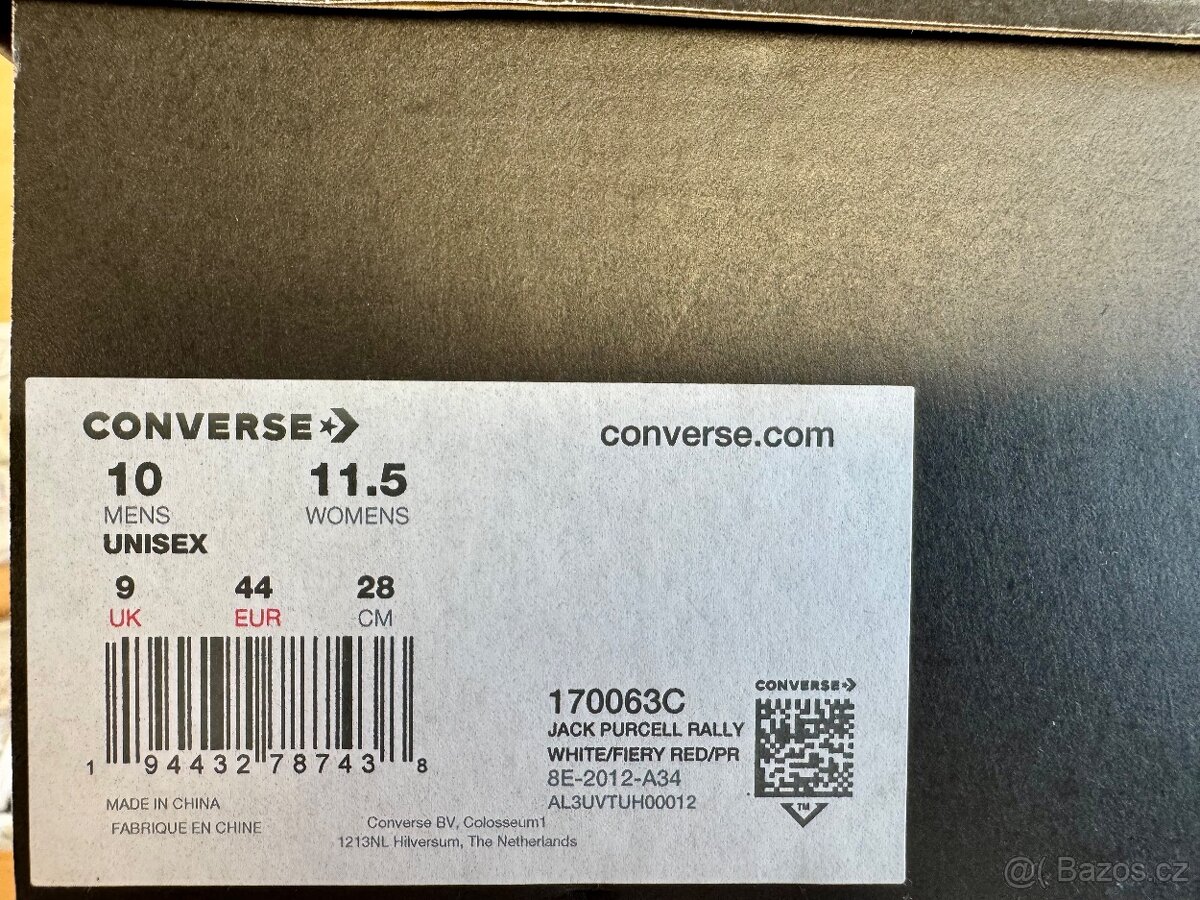 CONVERSE
converse.com
10 11.5
MENS WOMENS
UNISEX
9 44 28
UK EUR CM
1 94432 78743 8
CONVERSE
170063C
JACK PURCELL RALLY
WHITE/FIERY RED/PR
8E-2012-A34
AL3UVTUH00012
TM
MADE IN CHINA
FABRIQUE EN CHINE
Converse BV, Colosseum1
1213NL Hilversum, The Netherlands
@( Bazos.cz